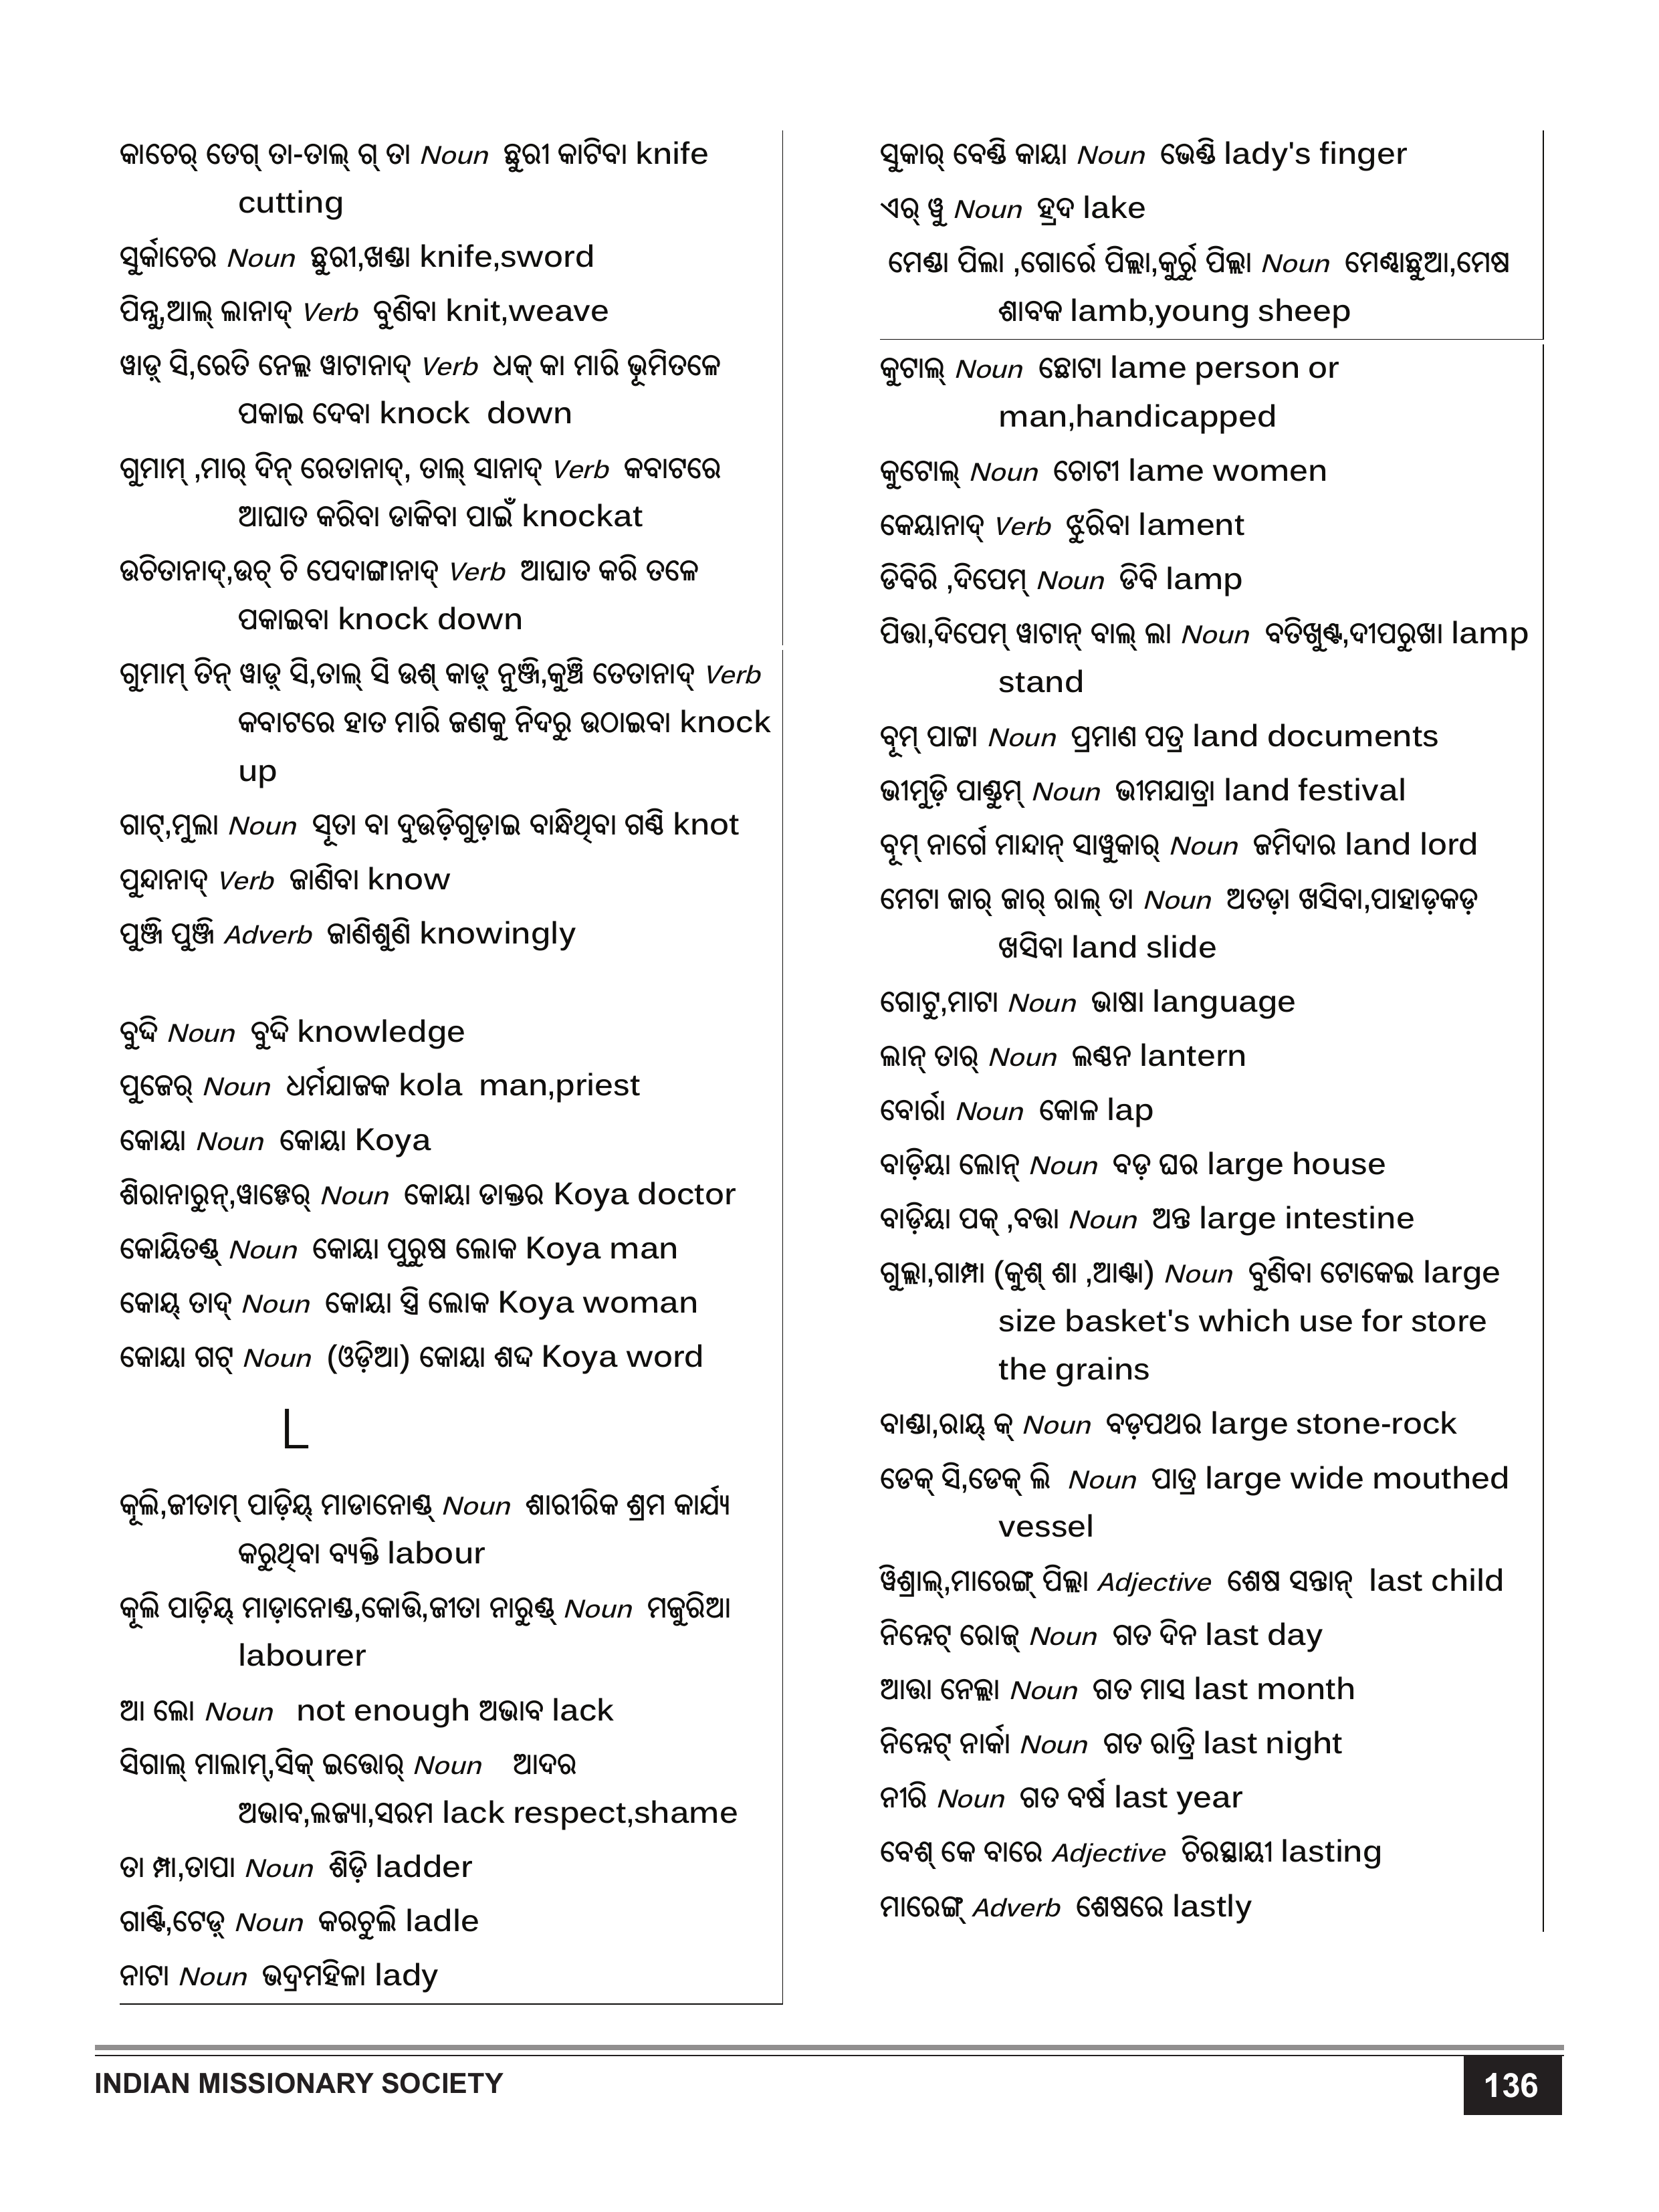 କାଚେର୍ ତେଗ୍ ତା-ତାଲ୍ ଗ୍ ତା Noun ଛୁରୀ କାଟିବା knife
cutting
ସୁର୍କାଚେର Noun ଛୁରୀ,ଖଣ୍ଡା knife,sword
ପିନ୍ନୁ,ଆଲ୍ ଲାନାଦ୍ Verb ବୁଣିବା knit,weave
ୱାଡ଼୍ ସି,ରେତି ନେଲ୍ଲ ୱାଟାନାଦ୍ Verb ଧକ୍ କା ମାରି ଭୂମିତଳେ
ପକାଇ ଦେବା knock down
ଗୁମାମ୍ ,ମାର୍ ଦିନ୍ ରେତାନାଦ୍, ତାଲ୍ ସାନାଦ୍ Verb କବାଟରେ
ଆଘାତ କରିବା ଡାକିବା ପାଇଁ knockat
ଉଚିତାନାଦ୍,ଉଚ୍ ଚି ପେଦାଙ୍ଗାନାଦ୍ Verb ଆଘାତ କରି ତଳେ
ପକାଇବା knock down
ଗୁମାମ୍ ତିନ୍ ୱାଡ଼୍ ସି,ତାଲ୍ ସି ଉଶ୍ କାଡ଼୍ ନୁଞ୍ଜି,କୁଞ୍ଚି ତେତାନାଦ୍ Verb
କବାଟରେ ହାତ ମାରି ଜଣକୁ ନିଦରୁ ଉଠାଇବା knock
up
ଗାଟ୍,ମୁଲା Noun ସୂତା ବା ଦୁଉଡ଼ିଗୁଡ଼ାଇ ବାନ୍ଧିଥିବା ଗଣ୍ଠି knot
ପୁନ୍ଦାନାଦ୍ Verb ଜାଣିବା know
ପୁଞ୍ଜି ପୁଞ୍ଜି Adverb ଜାଣିଶୁଣି knowingly
ବୁଦ୍ଦି Noun ବୁଦ୍ଦି knowledge
ପୁଜେର୍ Noun ଧର୍ମଯାଜକ kola man,priest
କୋୟା Noun କୋୟା Koya
ଶିରାନାରୁନ୍,ୱାଡ୍ଡେର୍ Noun କୋୟା ଡାକ୍ତର Koya doctor
କୋୟିତଣ୍ଡ୍ Noun କୋୟା ପୁରୁଷ ଲୋକ Koya man
କୋୟ୍ ତାଦ୍ Noun କୋୟା ସ୍ତ୍ରି ଲୋକ Koya woman
କୋୟା ଗଟ୍ Noun (ଓଡ଼ିଆ) କୋୟା ଶବ୍ଦ Koya word
L
କୂଲି,ଜୀତାମ୍ ପାଡ଼ିୟ୍ ମାଡାନୋଣ୍ଡ୍ Noun ଶାରୀରିକ ଶ୍ରମ କାର୍ଯ୍ୟ
କରୁଥିବା ବ୍ୟକ୍ତି labour
କୂଲି ପାଡ଼ିୟ୍ ମାଡ଼ାନୋଣ୍ଡ,କୋତ୍ତି,ଜୀତା ନାରୁଣ୍ଡ୍ Noun ମଜୁରିଆ
labourer
ଆ ଲୋ Noun not enough ଅଭାବ lack
ସିଗାଲ୍ ମାଲାମ୍,ସିକ୍ ଇତ୍ତୋର୍ Noun ଆଦର
ଅଭାବ,ଲଜ୍ୟା,ସରମ lack respect,shame
ତା ମ୍ପା,ତାପା Noun ଶିଡ଼ି ladder
ଗାଣ୍ଟି,ଟେଡ଼୍ Noun କରଚୁଲି ladle
ନାଟା Noun ଭଦ୍ରମହିଳା lady
ସୁକାର୍ ବେଣ୍ଡି କାୟା Noun ଭେଣ୍ଡି lady's finger
ଏର୍ ୱୁ Noun ହ୍ରଦ lake
ମେଣ୍ଡା ପିଲା ,ଗୋର୍ରେ ପିଲ୍ଲା,କୁର୍ରୁ ପିଲ୍ଲା Noun ମେଣ୍ଢାଛୁଆ,ମେଷ
ଶାବକ lamb,young sheep
କୁଟାଲ୍ Noun ଛୋଟା lame person or
man,handicapped
କୁଟୋଲ୍ Noun ଚୋଟୀ lame women
କେୟାନାଦ୍ Verb ଝୁରିବା lament
ଡିବିରି ,ଦିପେମ୍ Noun ଡିବି lamp
ପିତ୍ତା,ଦିପେମ୍ ୱାଟାନ୍ ବାଲ୍ ଲା Noun ବତିଖୁଣ୍ଟ,ଦୀପରୁଖା lamp
stand
ବୂମ୍ ପାଟ୍ଟା Noun ପ୍ରମାଣ ପତ୍ର land documents
ଭୀମୁଡ଼ି ପାଣ୍ଡୁମ୍ Noun ଭୀମଯାତ୍ରା land festival
ବୂମ୍ ନାର୍ଗେ ମାନ୍ଦାନ୍ ସାୱୁକାର୍ Noun ଜମିଦାର land lord
ମେଟା ଜାର୍ ଜାର୍ ରାଲ୍ ତା Noun ଅତଡ଼ା ଖସିବା,ପାହାଡ଼କଡ଼
ଖସିବା land slide
ଗୋଟୁ,ମାଟା Noun ଭାଷା language
ଲାନ୍ ତାର୍ Noun ଲଣ୍ଠନ lantern
ବୋର୍ରା Noun କୋଳ lap
ବାଡ଼ିୟା ଲୋନ୍ Noun ବଡ଼ ଘର large house
ବାଡ଼ିୟା ପକ୍ ,ବତ୍ତା Noun ଅନ୍ତ large intestine
ଗୁଲ୍ଲା,ଗାମ୍ପା (କୁଶ୍ ଶା ,ଆଣ୍ଟା) Noun ବୁଣିବା ଟୋକେଇ large
size basket's which use for store
the grains
ବାଣ୍ଡା,ରାୟ୍ କ୍ Noun ବଡ଼ପଥର large stone-rock
ଡେକ୍ ସି,ଡେକ୍ ଲି Noun ପାତ୍ର large wide mouthed
vessel
ୱିଶ୍ରାଲ୍,ମାରେଙ୍ଗ୍ ପିଲ୍ଲା Adjective ଶେଷ ସନ୍ତାନ୍ last child
ନିନ୍ନେଟ୍ ରୋଜ୍ Noun ଗତ ଦିନ last day
ଆତ୍ତା ନେଲ୍ଲା Noun ଗତ ମାସ last month
ନିନ୍ନେଟ୍ ନାର୍କା Noun ଗତ ରାତ୍ରି last night
ନୀରି Noun ଗତ ବର୍ଷ last year
ବେଶ୍ କେ ବାରେ Adjective ଚିରସ୍ଥାୟୀ lasting
ମାରେଙ୍ଗ୍ Adverb ଶେଷରେ lastly
INDIAN MISSIONARY SOCIETY
136